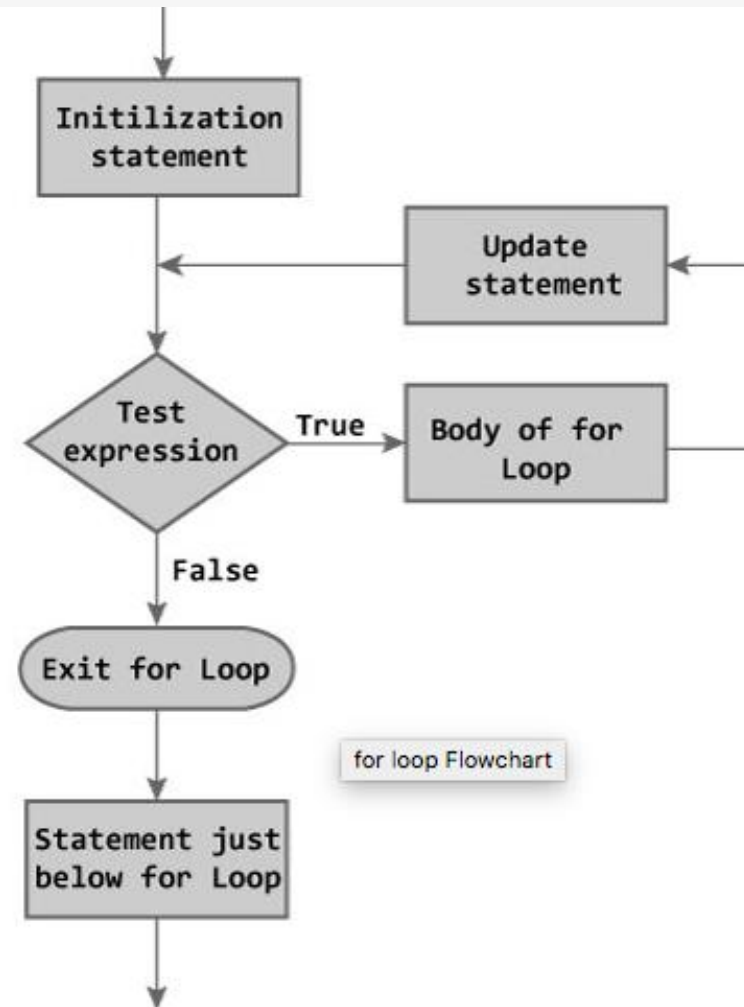 Initilization
statement
Update
statement
Test
expression
True
Body of for
Loop
False
Exit for Loop
for loop Flowchart
Statement just
below for Loop